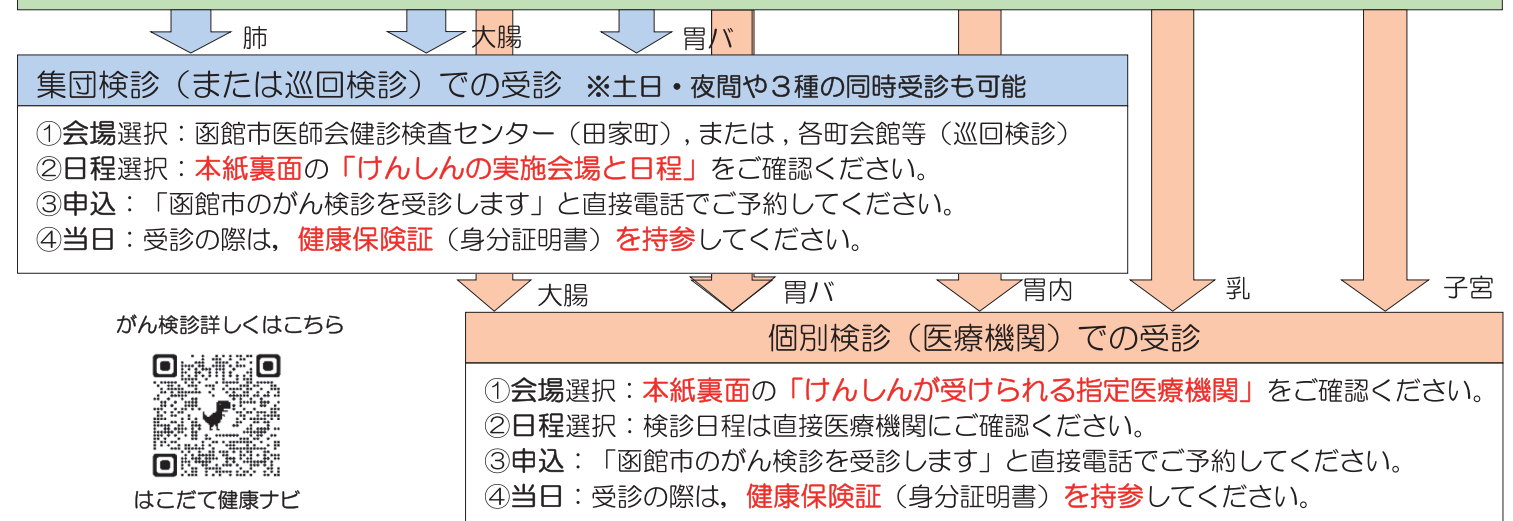 肺
大腸
胃バ
集団検診（または巡回検診）での受診　※土日・夜間や３種の同時受診も可能
①会場選択：函館市医師会健診検査センター（田家町）,または,各町会館等（巡回検診）
②日程選択：本紙裏面の「けんしんの実施会場と日程」をご確認ください。
③申込：「函館市のがん検診を受診します」と直接電話でご予約してください。
④当日：受診の際は，健康保険証（身分証明書）を持参してください。
大腸
胃バ
胃内
乳
子宮
がん検診詳しくはこちら
はこだて健康ナビ
個別検診（医療機関）での受診
①会場選択：本紙裏面の「けんしんが受けられる指定医療機関」をご確認ください。
②日程選択：検診日程は直接医療機関にご確認ください。
③申込：「函館市のがん検診を受診します」と直接電話でご予約してください。
④当日：受診の際は，健康保険証（身分証明書）を持参してください。